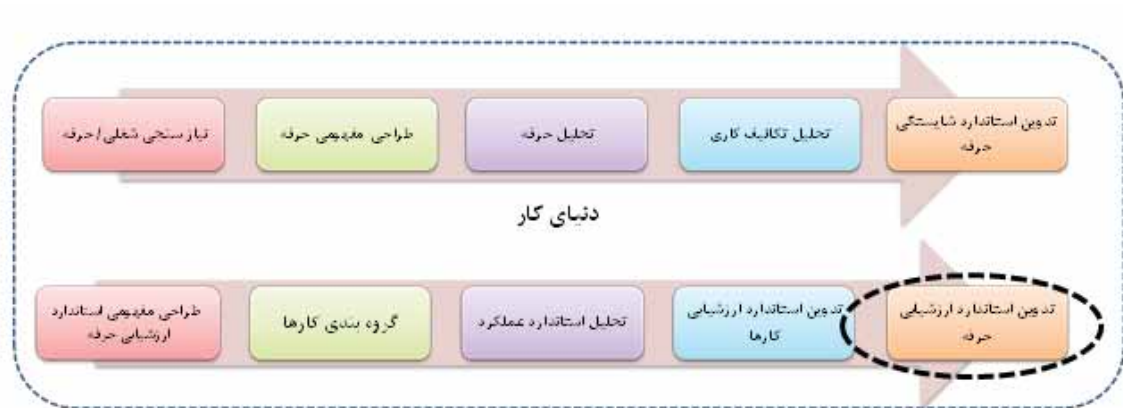 نیاز سنجی شغلی / حرفه
طراحی مفهومی حرفه
تحلیل حرفه
تحلیل تکالیف کاری
تدوین استاندارد شایستگی
حرفه
دنیای کار
طراحی مفهومی استاندارد
ارزشیابی حرفه
گروه بندی کارها
تحلیل استاندارد عملکرد
تدوین استاندارد ارزشیابی
کارها
تدوین استاندارد ارزشیابی
حرفه